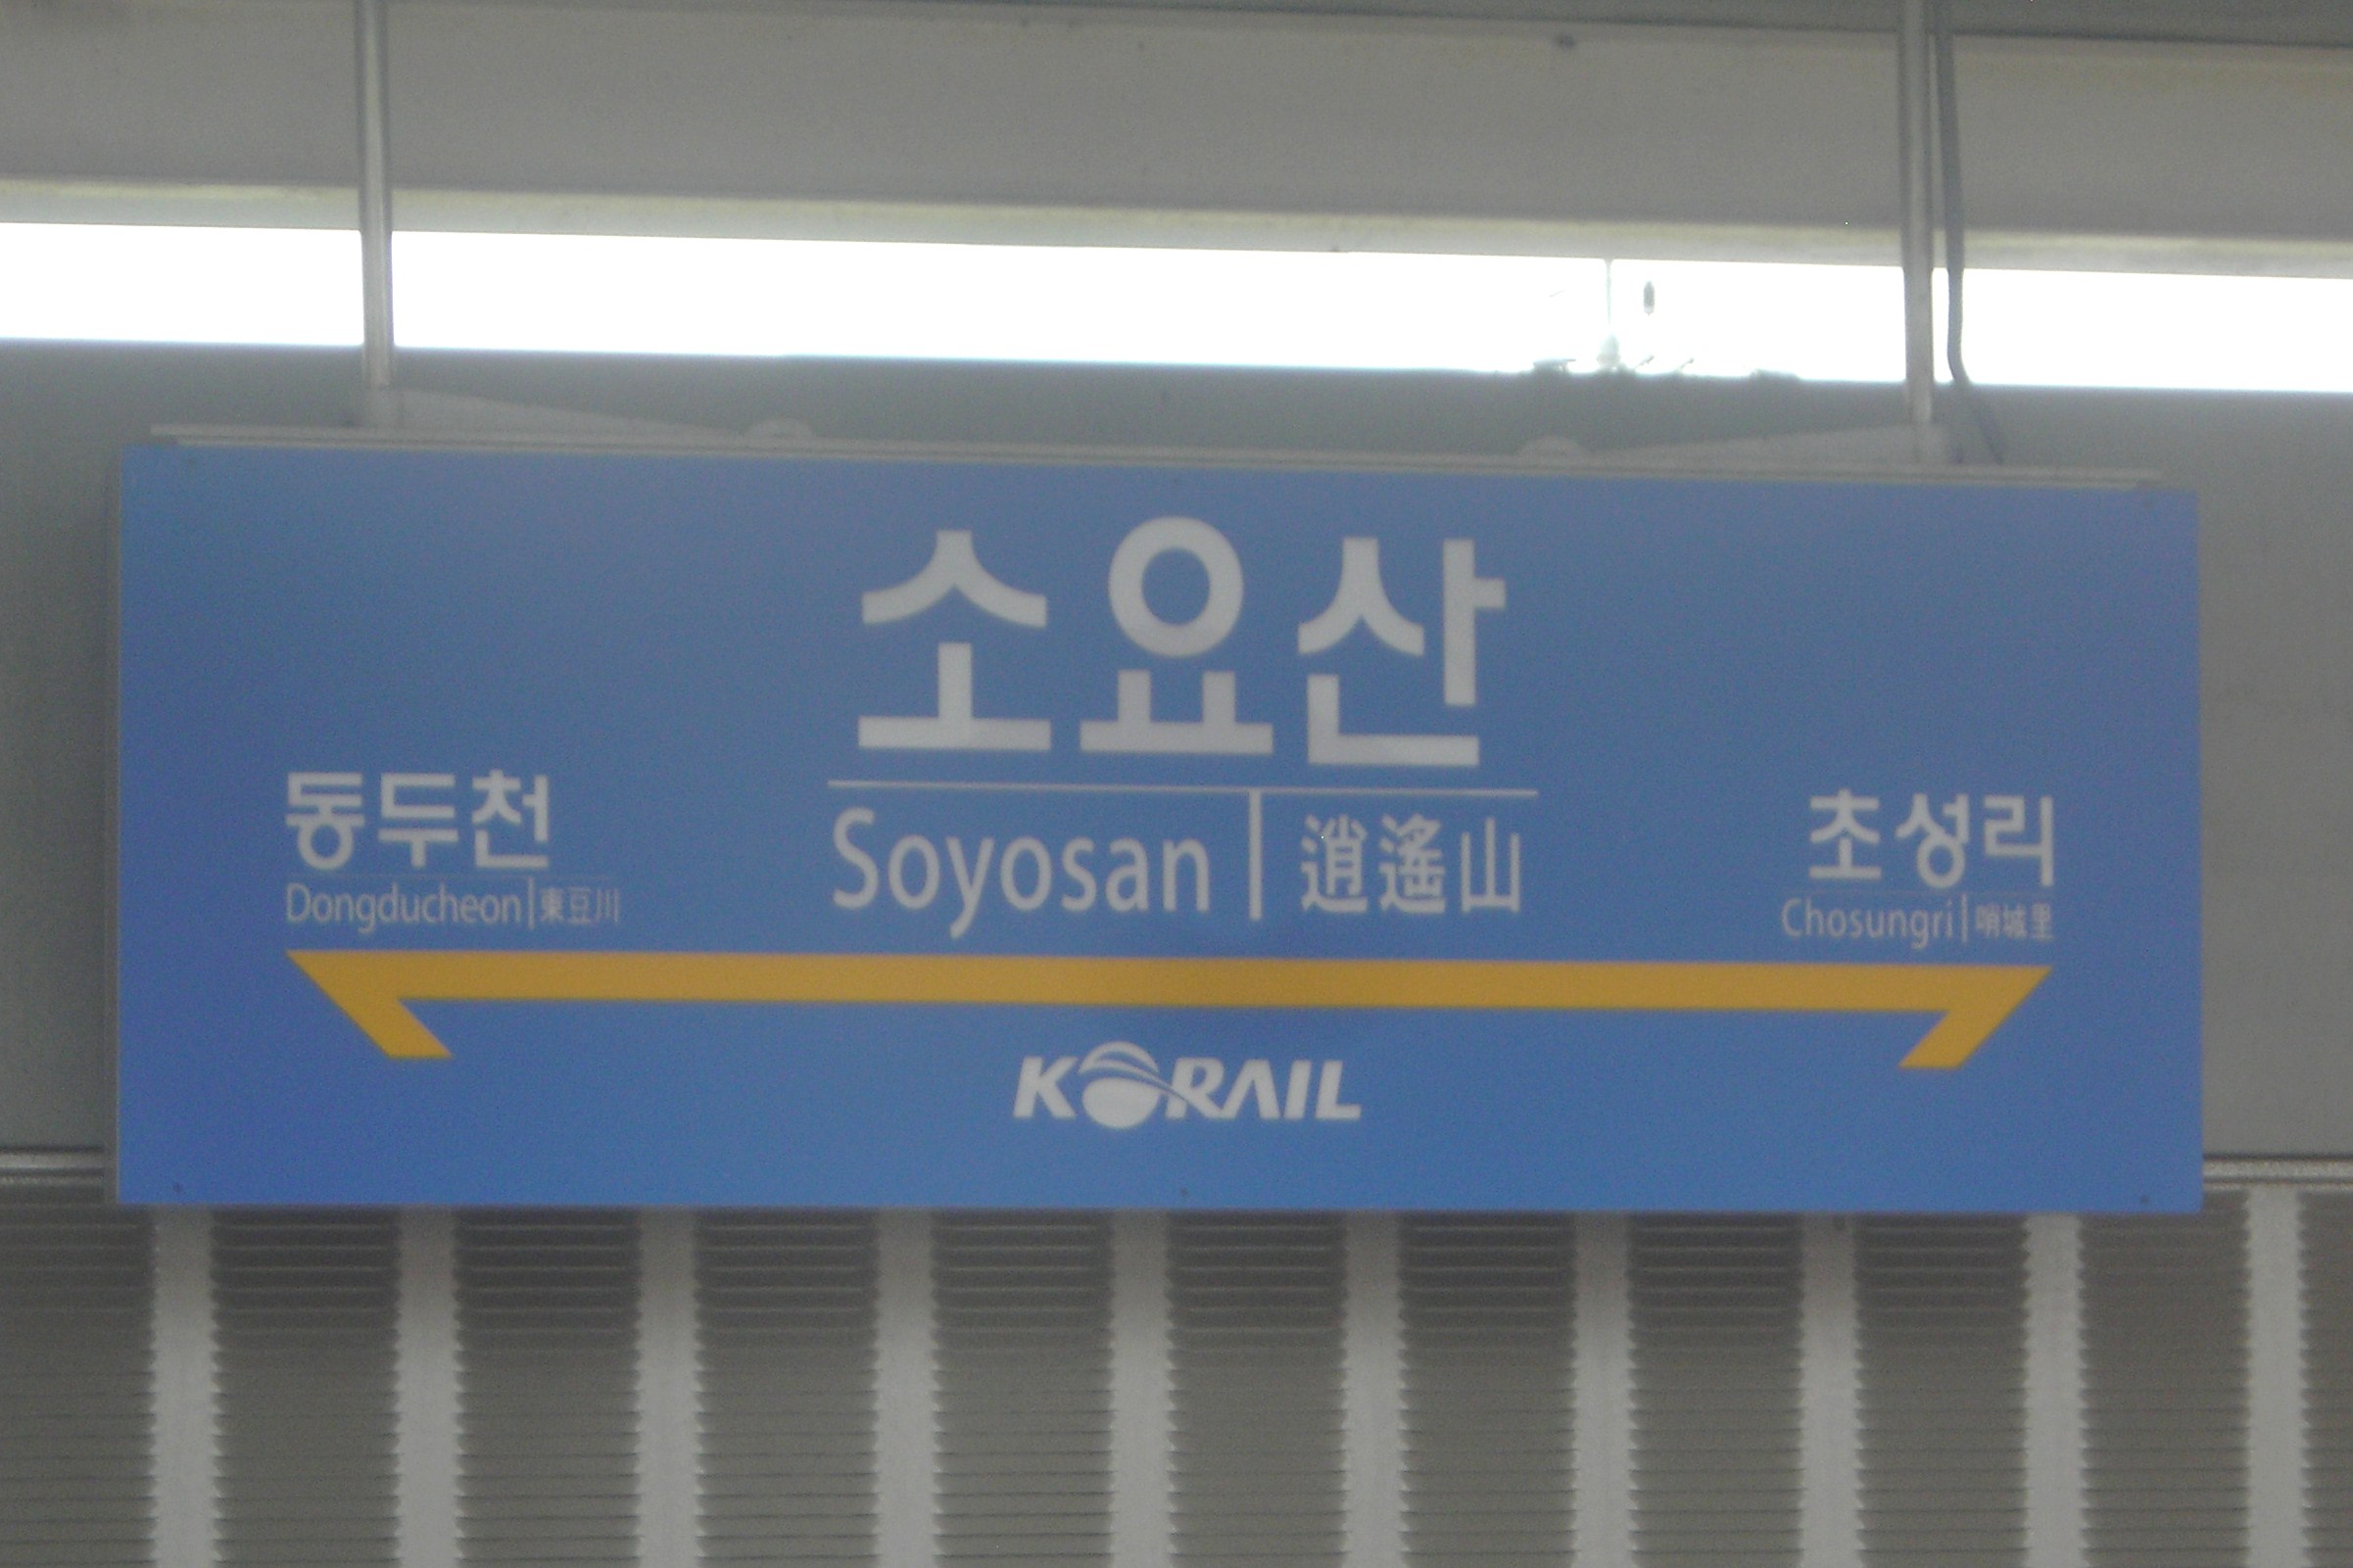 소요산
Soyosan | 逍遙山
동두천
Dongducheon | 東豆川
초성리
Chosungri | 哨城里
KORAIL